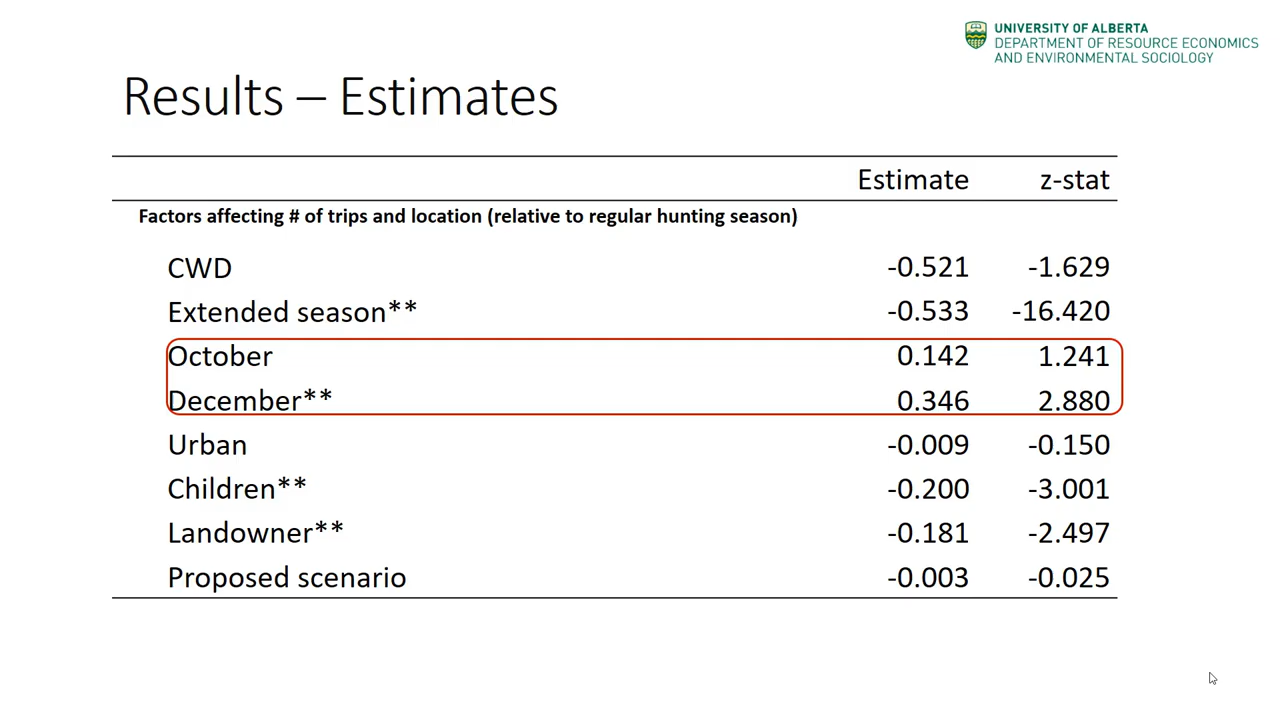 UNIVERSITY OF ALBERTA
DEPARTMENT OF RESOURCE ECONOMICS
AND ENVIRONMENTAL SOCIOLOGY
Results – Estimates
Estimate z-stat
Factors affecting # of trips and location (relative to regular hunting season)
CWD -0.521 -1.629
Extended season** -0.533 -16.420
October 0.142 1.241
December** 0.346 2.880
Urban -0.009 -0.150
Children** -0.200 -3.001
Landowner** -0.181 -2.497
Proposed scenario -0.003 -0.025